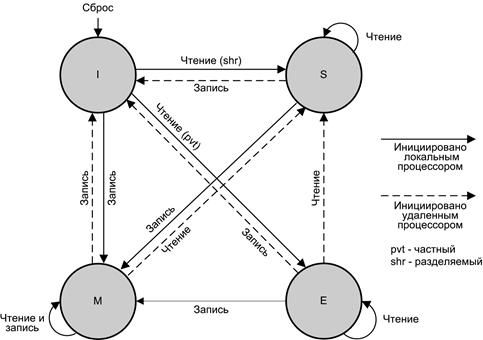 Сброс
I
Чтение (shr)
Запись
S
Чтение
Чтение (pvt)
Запись
Запись
Запись
Чтение
Запись
Чтение
Инициировано
локальным
процессором
Инициировано
удаленным
процессором
pvt - частный
shr - разделяемый
M
Чтение и
запись
Запись
E
Чтение